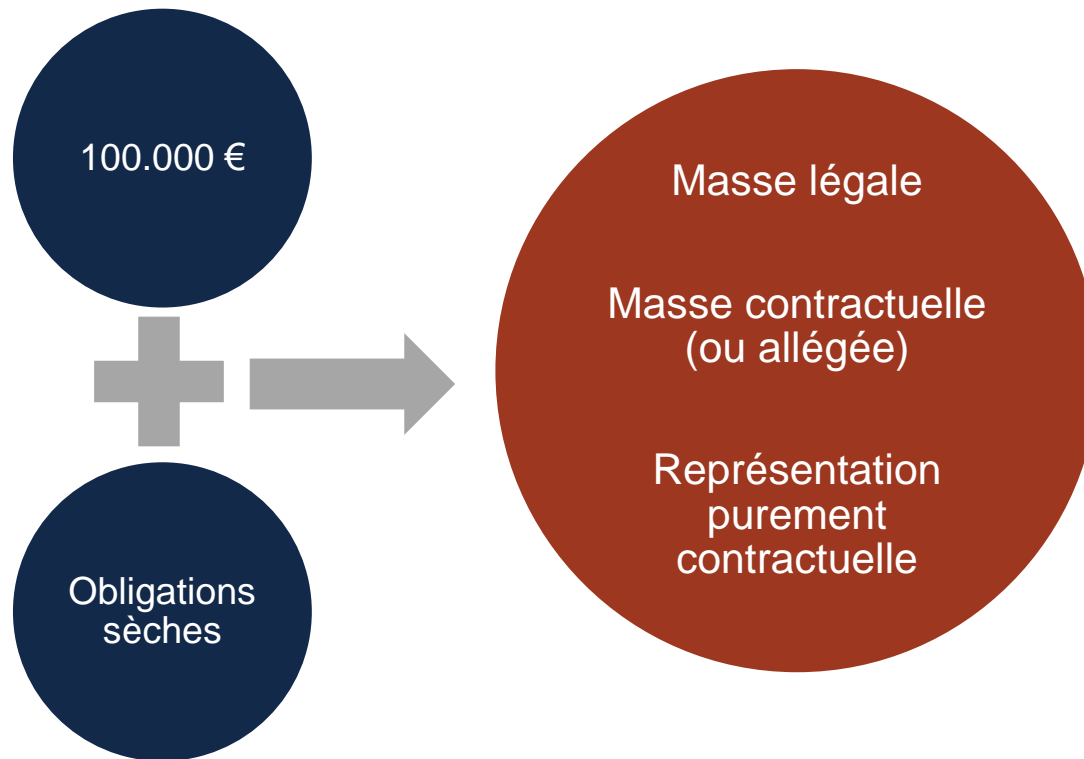 100.000 €
Obligations
sèches
Masse légale
Masse contractuelle
(ou allégée)
Représentation
purement
contractuelle